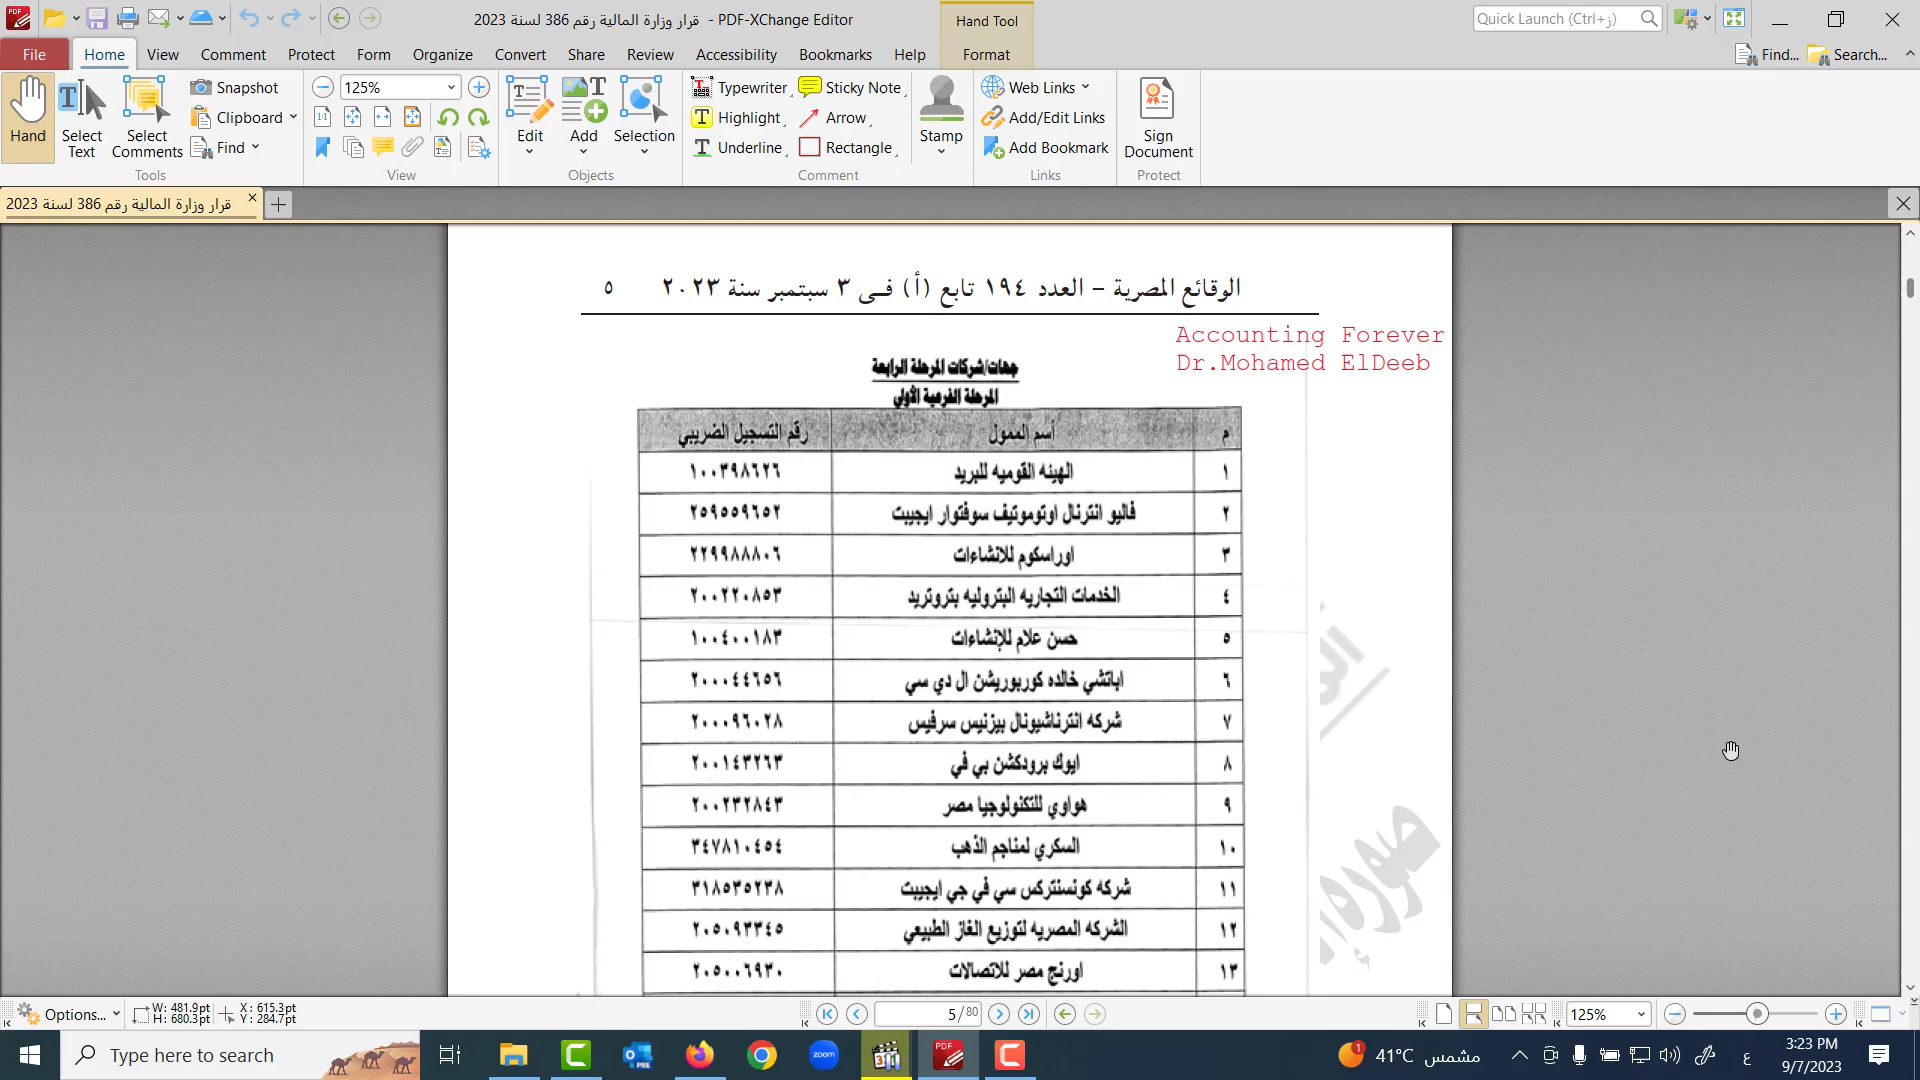 قرار وزارة المالية رقم 386 لسنة 2023 - PDF-XChange Editor
Hand Tool
Quick Launch (Ctrl+ز)
File Home View Comment Protect Form Organize Convert Share Review Accessibility Bookmarks Help Format
Find... Search...
Hand
Select Text
Select Comments
Snapshot
Clipboard
Find
Tools
125%
View
Edit
Add
Selection
Objects
Typewriter Sticky Note
Highlight Arrow
Underline Rectangle
Stamp
Comment
Web Links
Add/Edit Links
Add Bookmark
Links
Sign Document
Protect
قرار وزارة المالية رقم 386 لسنة 2023
الوقائع المصرية – العدد ١٩٤ تابع (أ) فى ٣ سبتمبر سنة ٢٠٢٣ ٥
Accounting Forever
Dr.Mohamed ElDeeb
جهات/شركات المرحلة الرابعة
المرحلة الفرعية الأولي
م أسم الممول رقم التسجيل الضريبي
١ الهيئه القوميه للبريد ١٠٠٣٩٨٦٢٦
٢ فاليو انترنال اوتوموتيف سوفتوار ايجيبت ٢٥٩٥٥٩٦٥٢
٣ اوراسكوم للانشاءات ٢٢٩٩٨٨٨٠٦
٤ الخدمات التجاريه البتروليه بتروتريد ٢٠٠٢٢٠٨٥٣
٥ حسن علام للإنشاءات ١٠٠٤٠٠١٨٣
٦ اباتشي خالده كوربوريشن ال دي سي ٢٠٠٠٤٤٦٥٦
٧ شركه انترناشيونال بيزنيس سرفيس ٢٠٠٠٩٦٠٢٨
٨ ايوك برودكشن بي في ٢٠٠١٤٣٢٦٣
٩ هواوي للتكنولوجيا مصر ٢٠٠٢٣٢٨٤٣
١٠ السكري لمناجم الذهب ٣٤٧٨١٠٤٥٤
١١ شركه كونسنتركس سي في جي ايجيبت ٣١٨٥٣٥٢٣٨
١٢ الشركه المصريه لتوزيع الغاز الطبيعي ٢٠٥٠٩٣٣٤٥
١٣ اورنج مصر للاتصالات ٢٠٥٠٠٦٩٣٠
Options...
W: 481.9pt
H: 680.3pt
X: 615.3pt
Y: 284.7pt
5/80
125%
Type here to search
41°C مشمس
ع
3:23 PM
9/7/2023